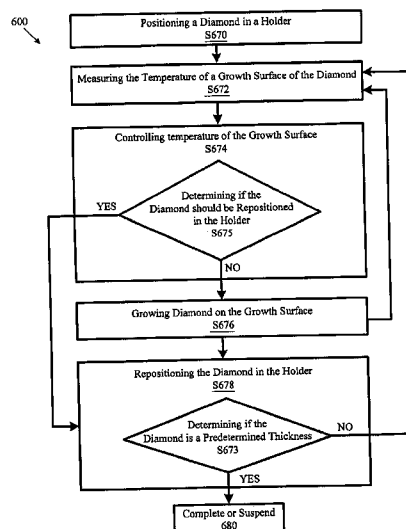 600
Positioning a Diamond in a Holder
S670
Measuring the Temperature of a Growth Surface of the Diamond
S672
Controlling temperature of the Growth Surface
S674
YES
Determining if the
Diamond should be Repositioned
in the Holder
S675
NO
Growing Diamond on the Growth Surface
S676
Repositioning the Diamond in the Holder
S678
Determining if the
Diamond is a Predetermined Thickness
S673
NO
YES
Complete or Suspend
680